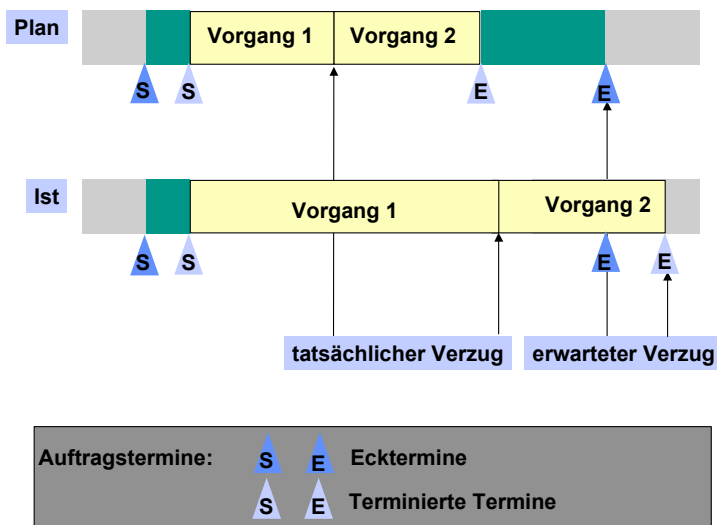 Plan
Vorgang 1
Vorgang 2
S
S
E
E
Ist
Vorgang 1
Vorgang 2
S
S
E
E
tatsächlicher Verzug
erwarteter Verzug
Auftragstermine:
S
E
Ecktermine
S
E
Terminierte Termine